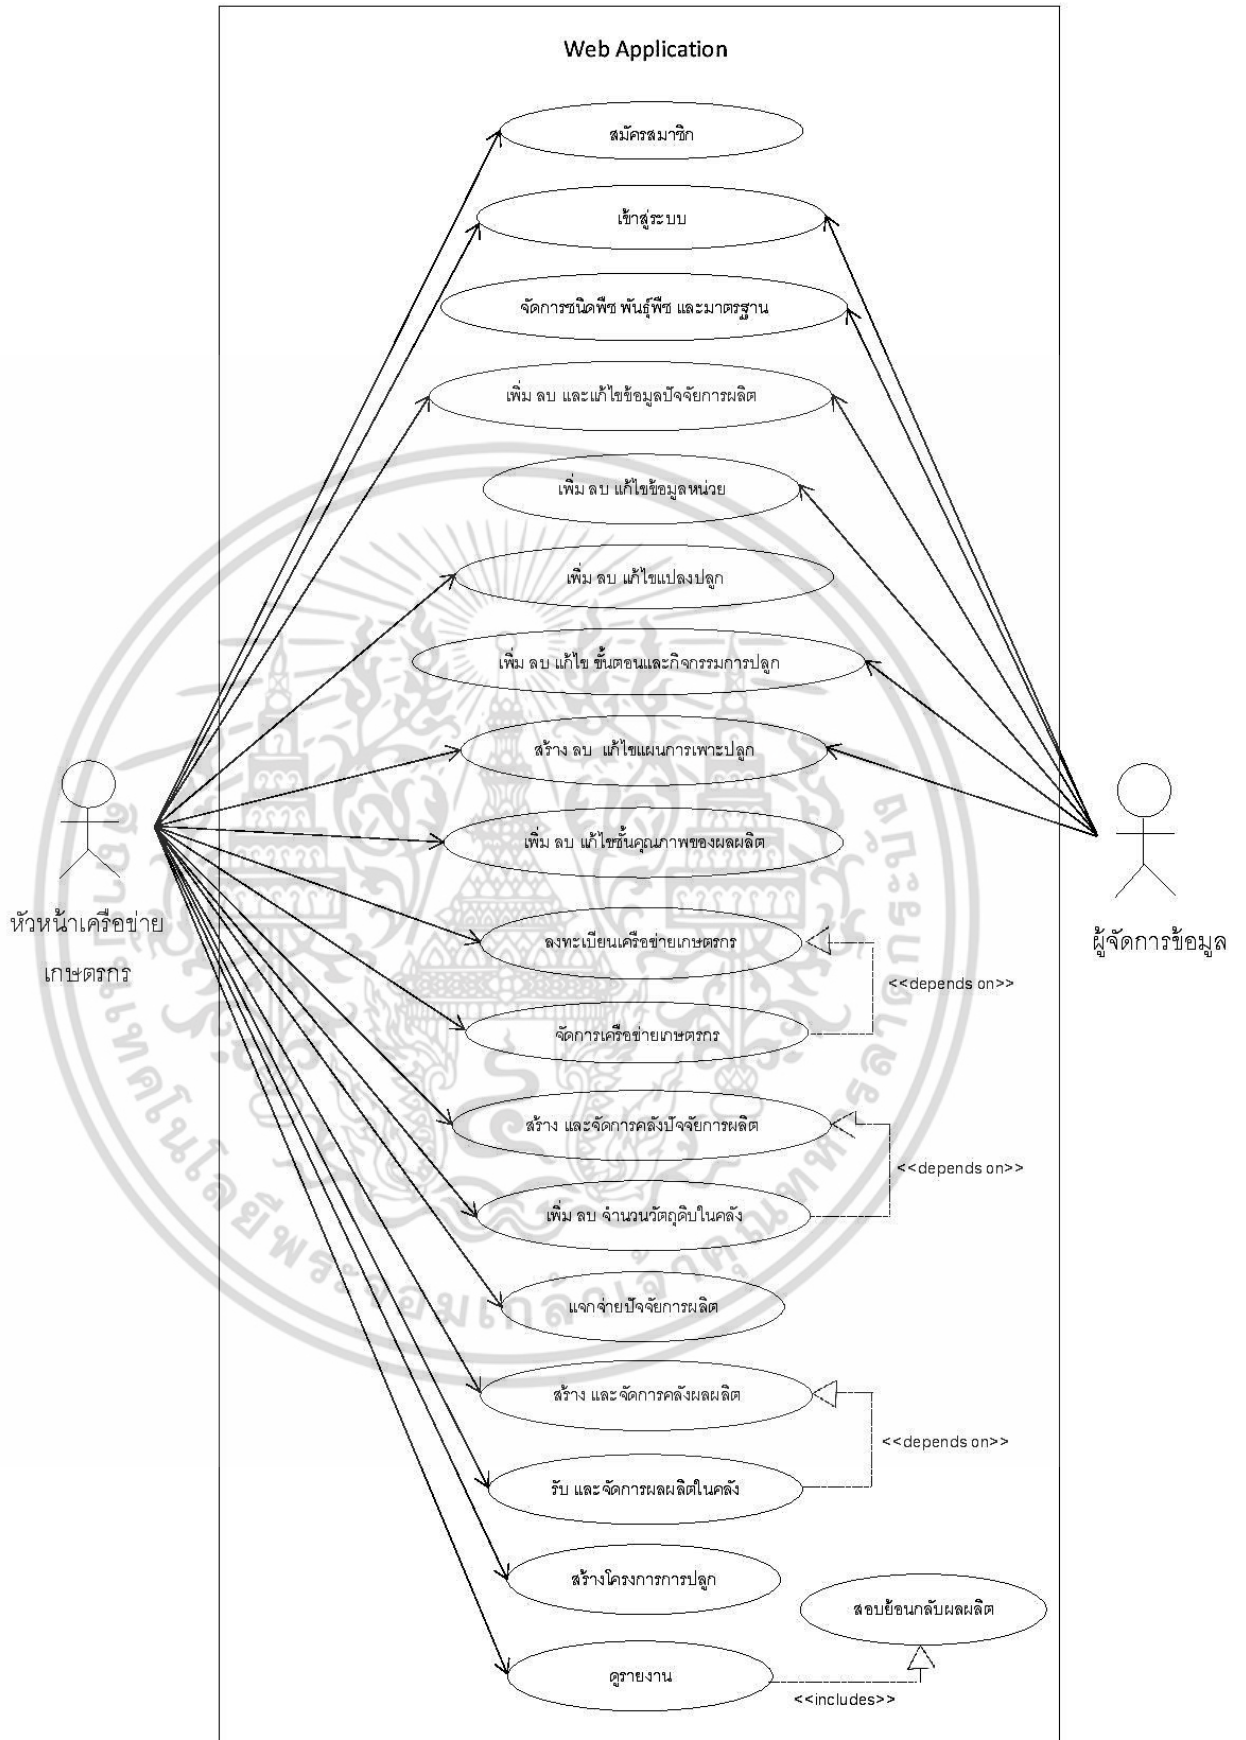 Web Application
สมัครสมาชิก
เข้าสู่ระบบ
จัดการชนิดพืช พันธุ์พืช และมาตรฐาน
เพิ่ม ลบ และแก้ไขข้อมูลปัจจัยการผลิต
เพิ่ม ลบ แก้ไขข้อมูลหน่วย
เพิ่ม ลบ แก้ไขแปลงปลูก
เพิ่ม ลบ แก้ไข ขั้นตอนและกิจกรรมการปลูก
สร้าง ลบ แก้ไขแผนการเพาะปลูก
เพิ่ม ลบ แก้ไขชั้นคุณภาพของผลผลิต
หัวหน้าเครือข่าย
เกษตรกร
ผู้จัดการข้อมูล
ลงทะเบียนเครือข่ายเกษตรกร
<<depends on>>
จัดการเครือข่ายเกษตรกร
สร้าง และจัดการคลังปัจจัยการผลิต
<<depends on>>
เพิ่ม ลบ จำนวนวัตถุดิบในคลัง
แจกจ่ายปัจจัยการผลิต
สร้าง และจัดการคลังผลผลิต
<<depends on>>
รับ และจัดการผลผลิตในคลัง
สร้างโครงการการปลูก
สอบย้อนกลับผลผลิต
ดูรายงาน
<<includes>>